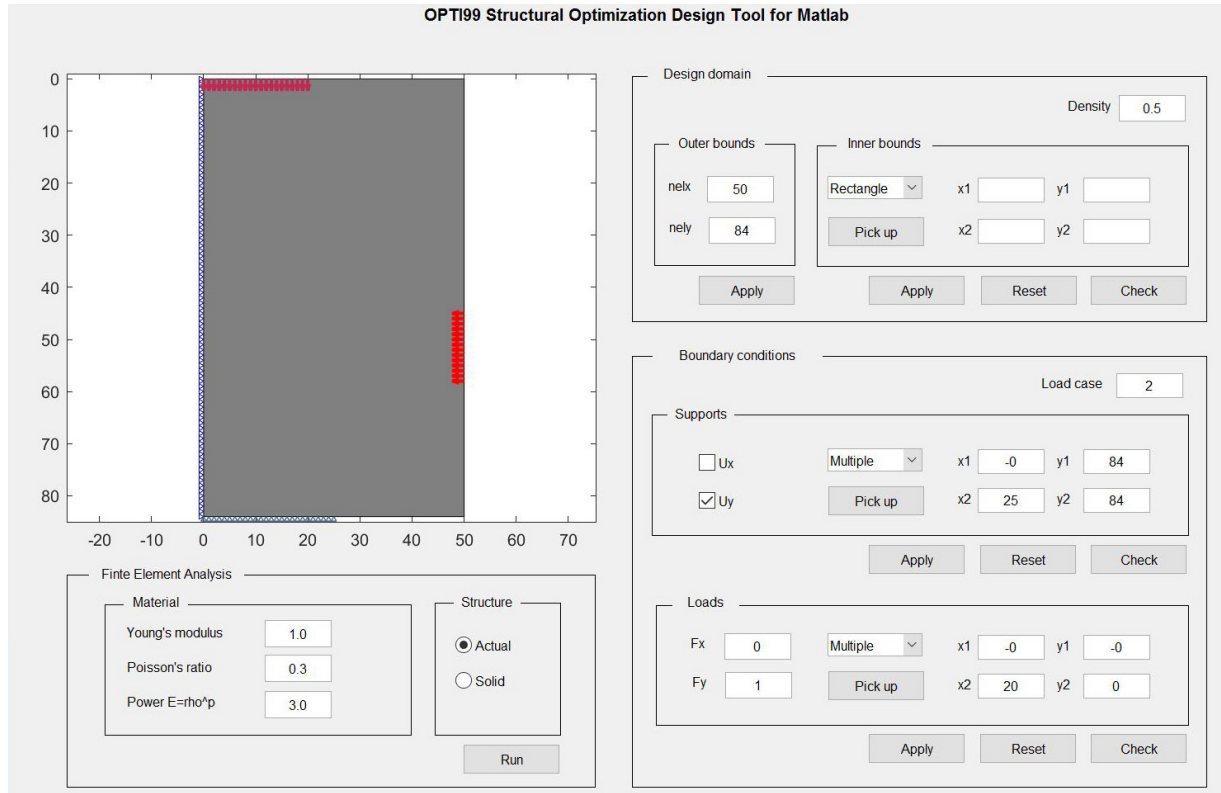 OPTI99 Structural Optimization Design Tool for Matlab
0
10
20
30
40
50
60
70
80
-20 -10 0 10 20 30 40 50 60 70
Finte Element Analysis
Material
Young's modulus 1.0
Poisson's ratio 0.3
Power E=rho^p 3.0
Structure
Actual
Solid
Run
Design domain
Density 0.5
Outer bounds
nelx 50
nely 84
Apply
Inner bounds
Rectangle x1 y1
Pick up x2 y2
Apply Reset Check
Boundary conditions
Load case 2
Supports
Ux Multiple x1 -0 y1 84
Uy Pick up x2 25 y2 84
Apply Reset Check
Loads
Fx 0 Multiple x1 -0 y1 -0
Fy 1 Pick up x2 20 y2 0
Apply Reset Check